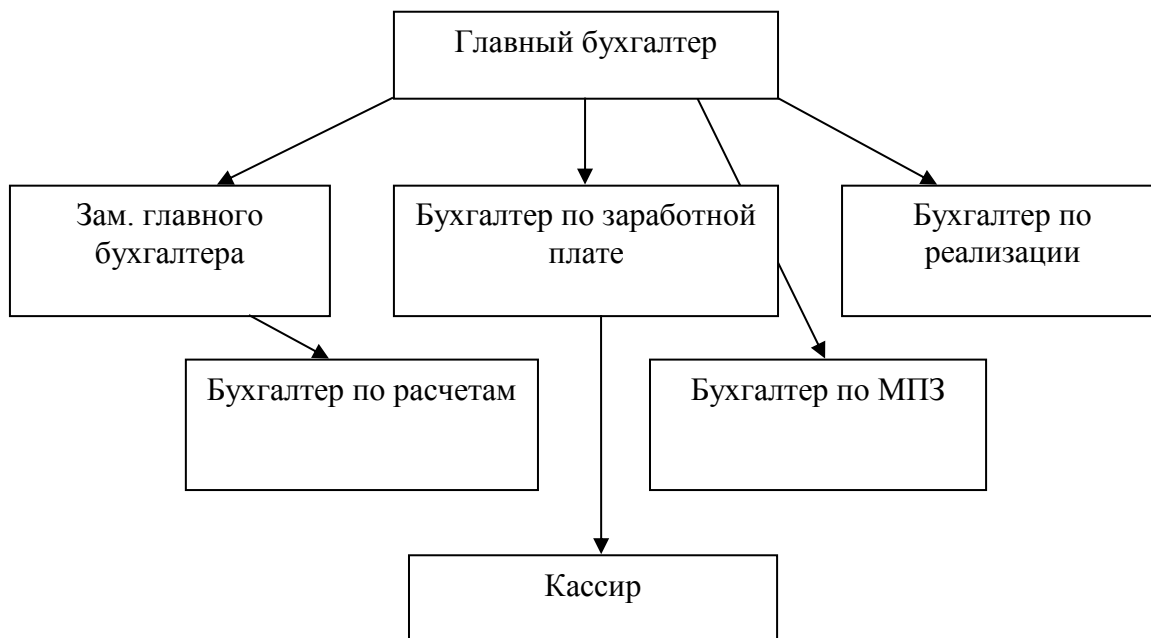 Главный бухгалтер
Зам. главного
бухгалтера
Бухгалтер по заработной
плате
Бухгалтер по
реализации
Бухгалтер по расчетам
Бухгалтер по МПЗ
Кассир